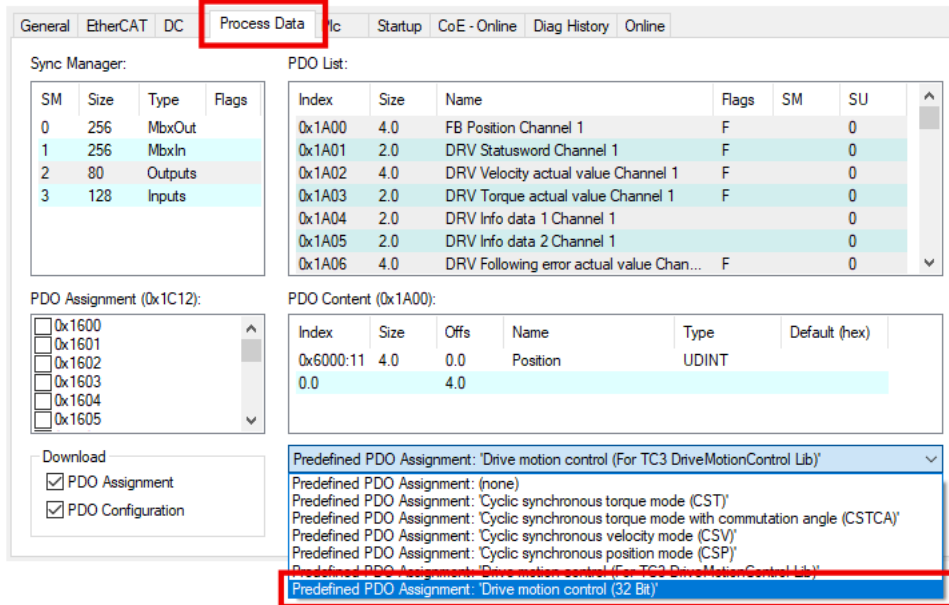 General EtherCAT DC Process Data Plc Startup CoE - Online Diag History Online
Sync Manager:
SM Size Type Flags
0 256 MbxOut
1 256 MbxIn
2 80 Outputs
3 128 Inputs
PDO List:
Index Size Name Flags SM SU
0x1A00 4.0 FB Position Channel 1 F 0
0x1A01 2.0 DRV Statusword Channel 1 F 0
0x1A02 4.0 DRV Velocity actual value Channel 1 F 0
0x1A03 2.0 DRV Torque actual value Channel 1 F 0
0x1A04 2.0 DRV Info data 1 Channel 1 0
0x1A05 2.0 DRV Info data 2 Channel 1 0
0x1A06 4.0 DRV Following error actual value Chan... F 0
PDO Assignment (0x1C12):
0x1600
0x1601
0x1602
0x1603
0x1604
0x1605
PDO Content (0x1A00):
Index Size Offs Name Type Default (hex)
0x6000:11 4.0 0.0 Position UDINT
0.0 4.0
Download
PDO Assignment
PDO Configuration
Predefined PDO Assignment: 'Drive motion control (For TC3 DriveMotionControl Lib)'
Predefined PDO Assignment: (none)
Predefined PDO Assignment: 'Cyclic synchronous torque mode (CST)'
Predefined PDO Assignment: 'Cyclic synchronous torque mode with commutation angle (CSTCA)'
Predefined PDO Assignment: 'Cyclic synchronous velocity mode (CSV)'
Predefined PDO Assignment: 'Cyclic synchronous position mode (CSP)'
Predefined PDO Assignment: 'Drive motion control (For TC3 DriveMotionControl Lib)'
Predefined PDO Assignment: 'Drive motion control (32 Bit)'